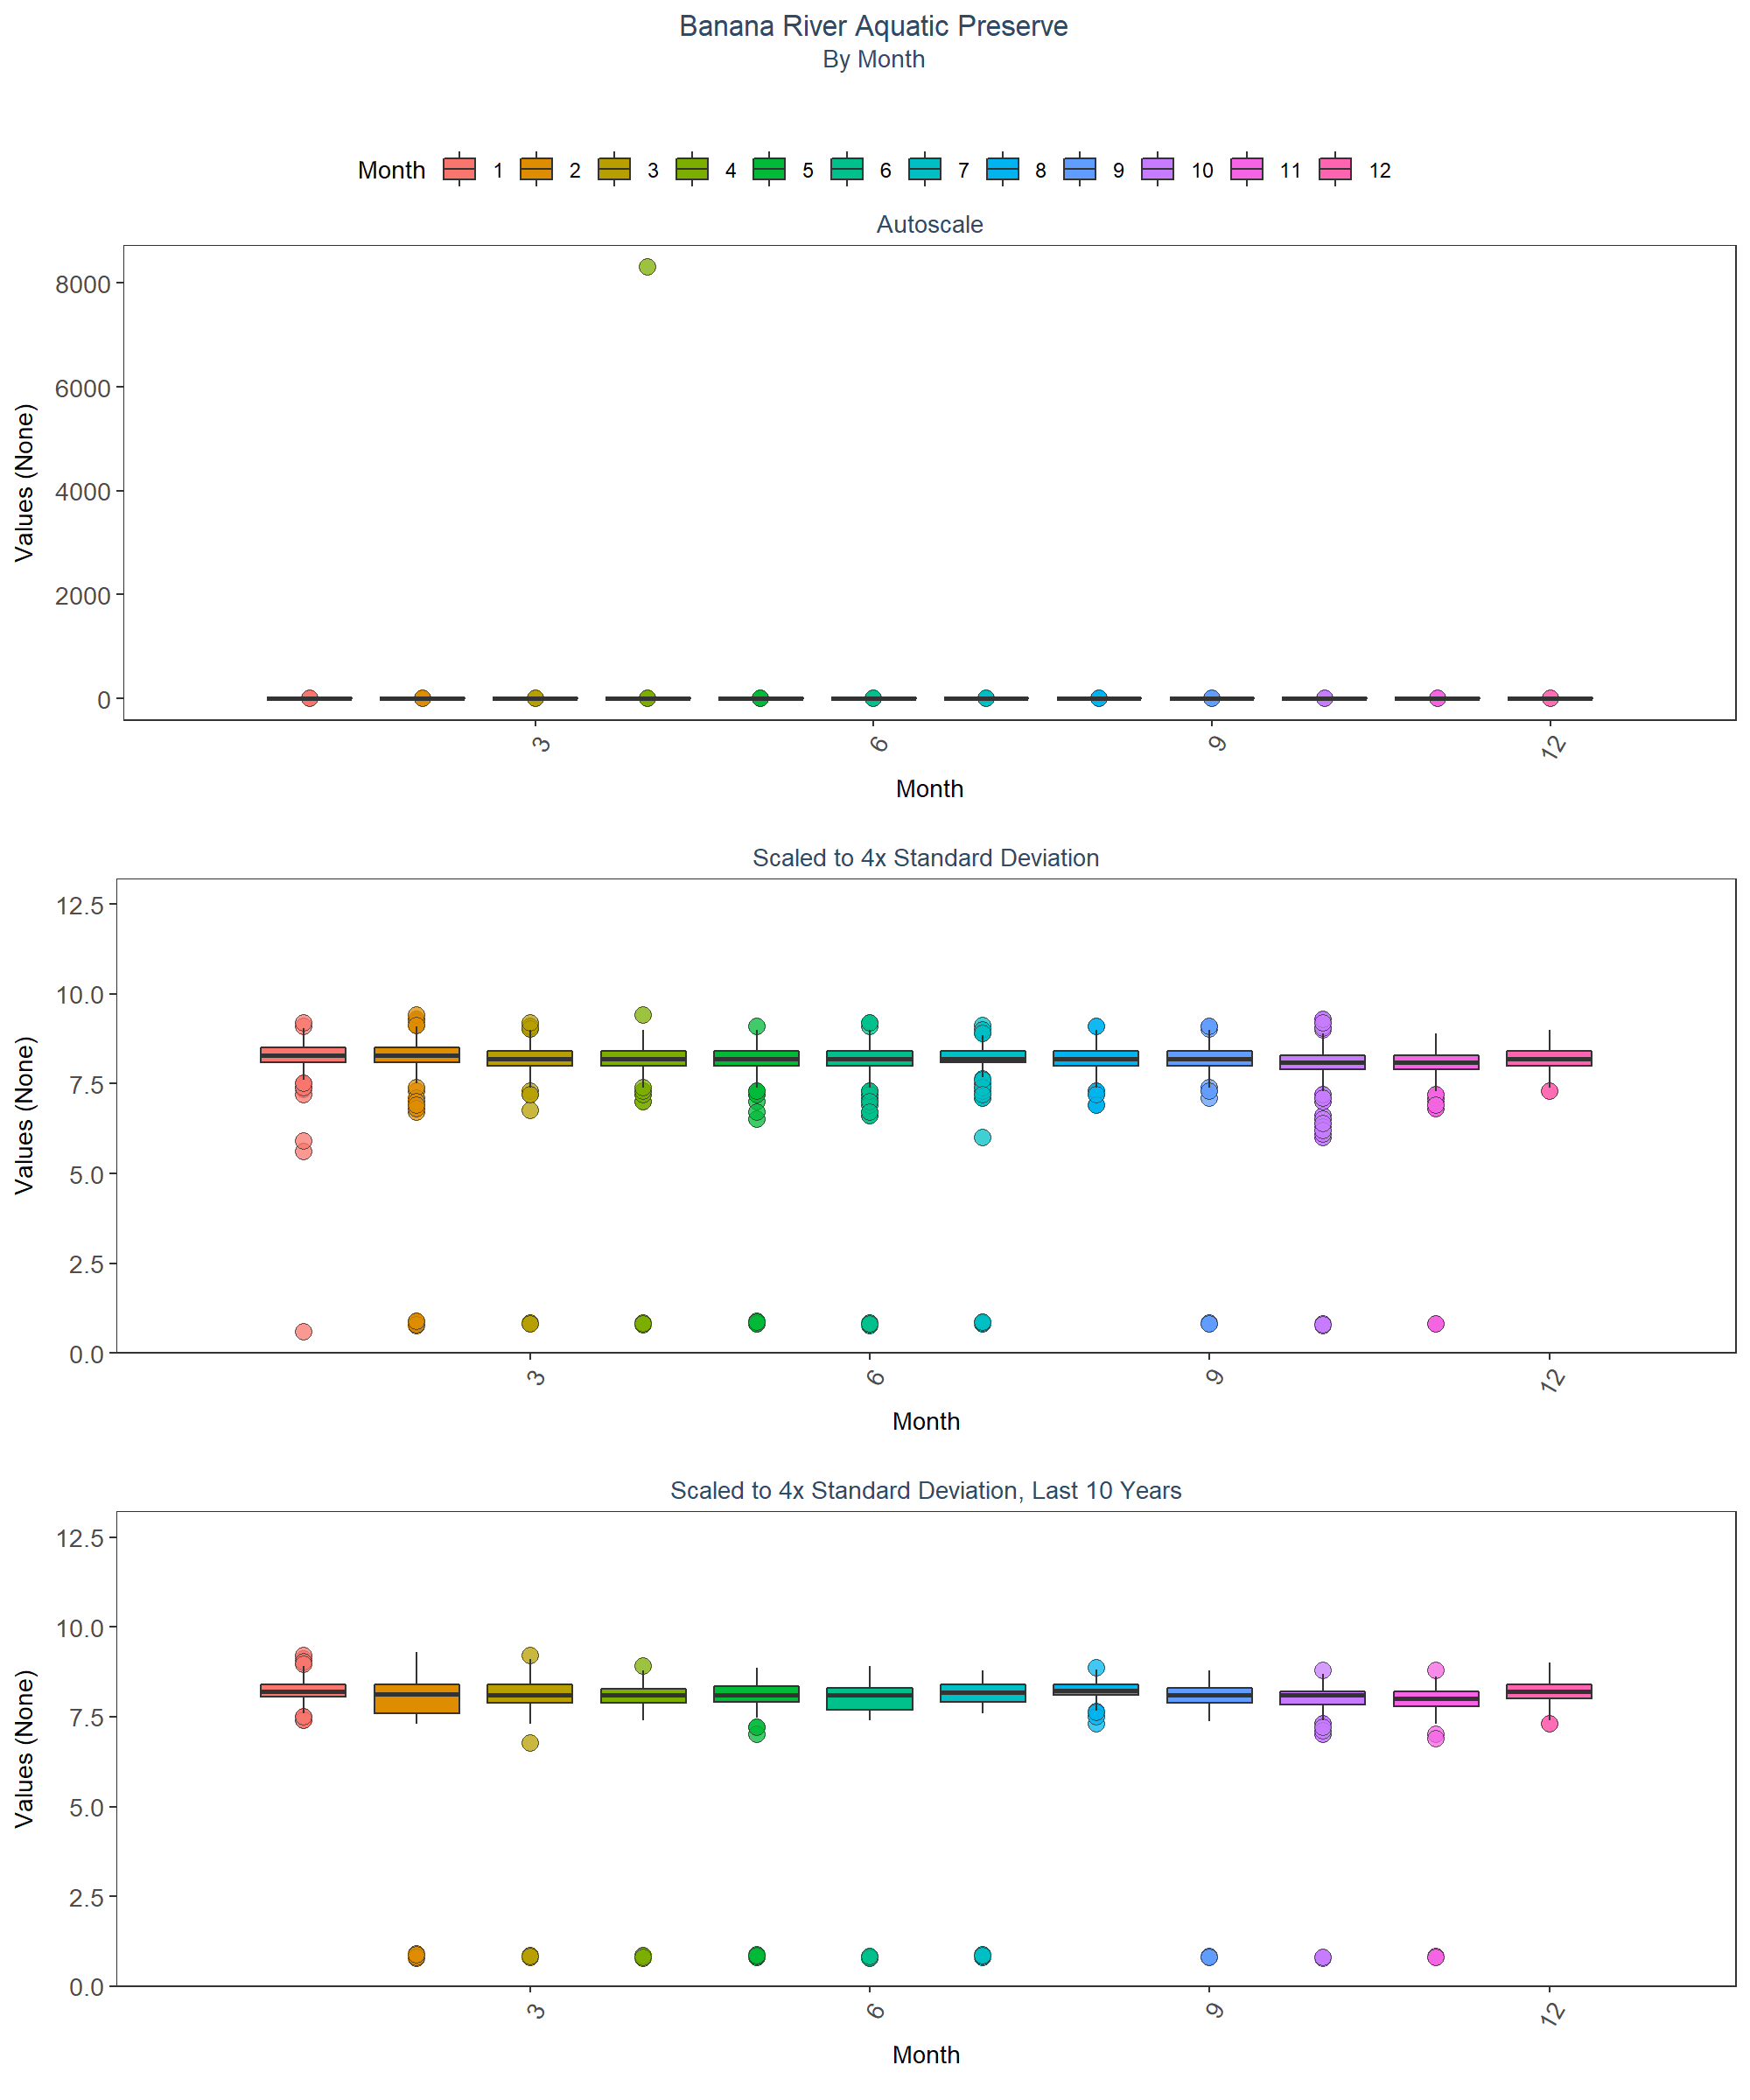 Banana River Aquatic Preserve
By Month
Month 1 2 3 4 5 6 7 8 9 10 11 12
Autoscale
8000
6000
4000
2000
0
Values (None)
3 6 9 12
Month
Scaled to 4x Standard Deviation
12.5
10.0
7.5
5.0
2.5
0.0
Values (None)
3 6 9 12
Month
Scaled to 4x Standard Deviation, Last 10 Years
12.5
10.0
7.5
5.0
2.5
0.0
Values (None)
3 6 9 12
Month